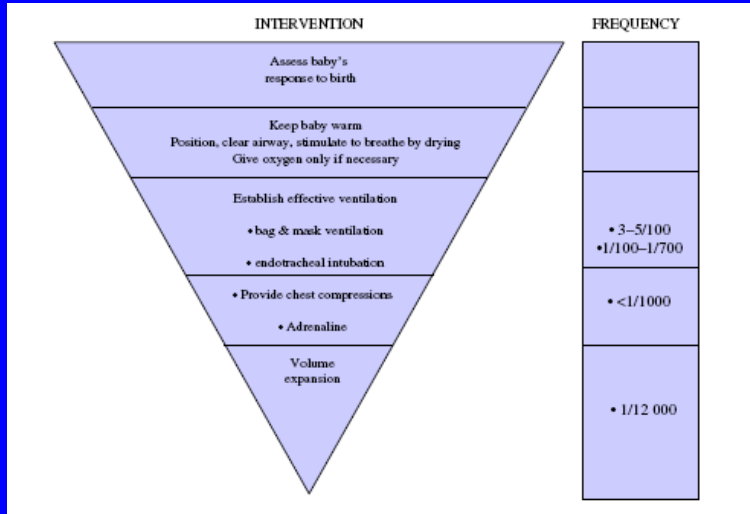 INTERVENTION
FREQUENCY
Assess baby's
response to birth
Keep baby warm
Position, clear airway, stimulate to breathe by drying
Give oxygen only if necessary
Establish effective ventilation
• bag & mask ventilation
• endotracheal intubation
• 3–5/100
•1/100–1/700
• Provide chest compressions
• Adrenaline
• <1/1000
Volume
expansion
• 1/12 000